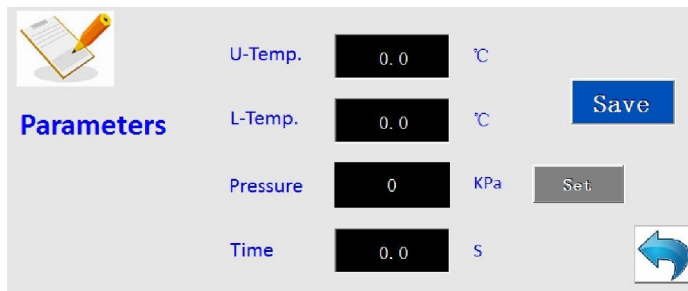 U-Temp. 0.0 ℃
Save
Parameters
L-Temp. 0.0 ℃
Pressure 0 KPa Set
Time 0.0 S